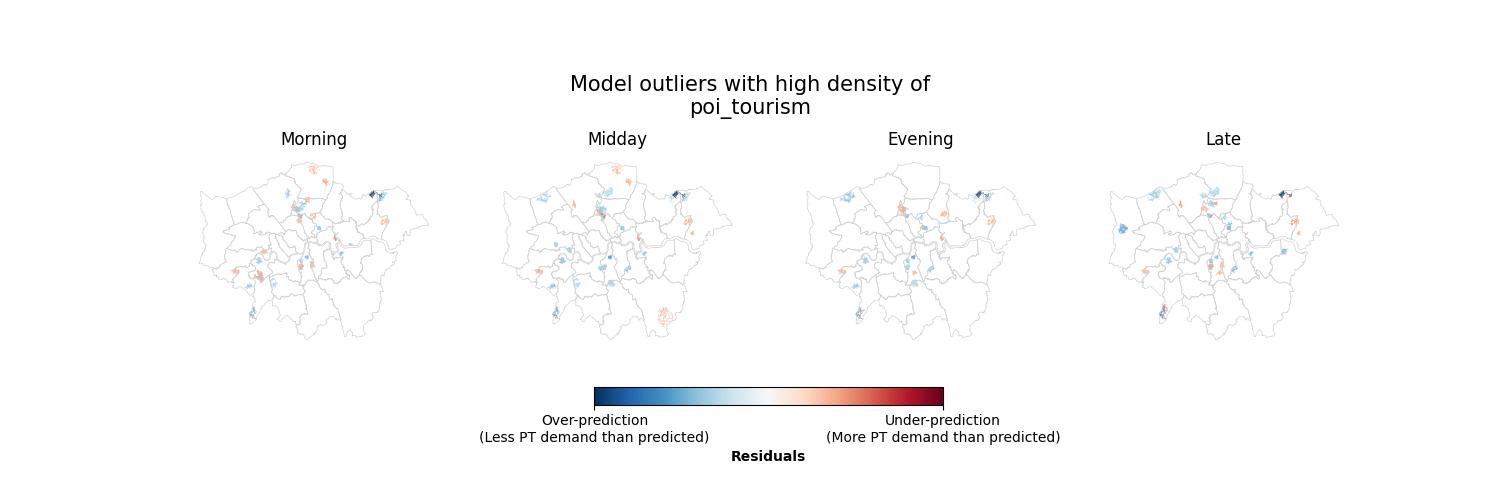 Model outliers with high density of
poi_tourism
Morning
Midday
Evening
Late
Over-prediction
(Less PT demand than predicted)
Under-prediction
(More PT demand than predicted)
Residuals